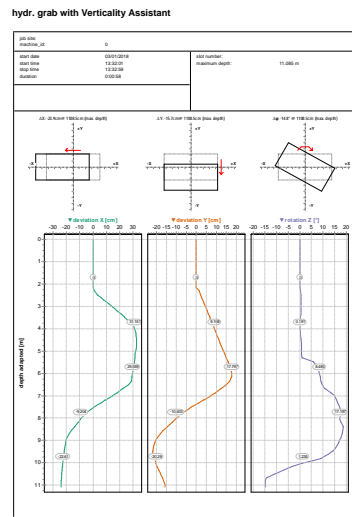 hydr. grab with Verticality Assistant
job site:
machine_id: 0
start date 03/01/2018
start time 13:32:01
stop time 13:32:59
duration 0:00:58
slot number:
maximum depth: 11.085 m
+Y
+Y
+Y
-X +X
-X +X
-X +X
-Y
-Y
-Y
▼deviation X [cm]
▼deviation Y [cm]
▼rotation Z [°]
-30 -20 -10 0 10 20 30
-20 -15 -10 -5 0 5 10 15 20
-20 -15 -10 -5 0 5 10 15 20
depth adapted [m]
0
1
2
3
4
5
6
7
8
9
10
11